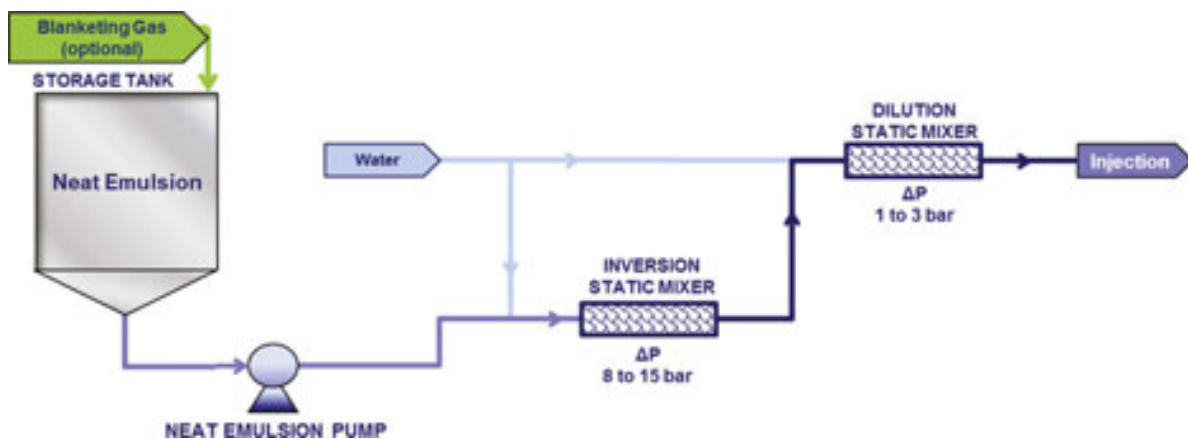 Blanketing Gas
(optional)
STORAGE TANK
Neat Emulsion
NEAT EMULSION PUMP
Water
INVERSION
STATIC MIXER
ΔP
8 to 15 bar
DILUTION
STATIC MIXER
ΔP
1 to 3 bar
Injection